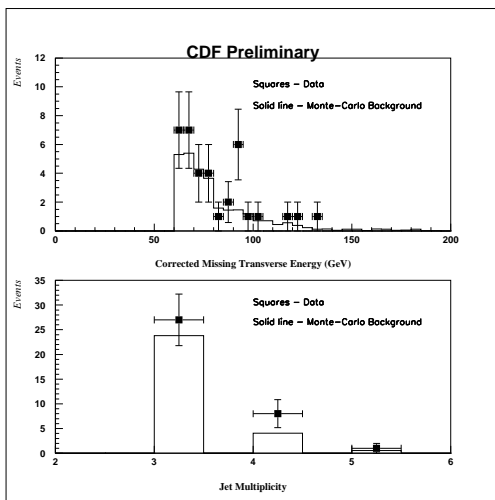 CDF Preliminary
Events
12
10
8
6
4
2
0
Squares – Data
Solid line – Monte–Carlo Background
0 50 100 150 200
Corrected Missing Transverse Energy (GeV)
Events
35
30
25
20
15
10
5
0
Squares – Data
Solid line – Monte–Carlo Background
2 3 4 5 6
Jet Multiplicity